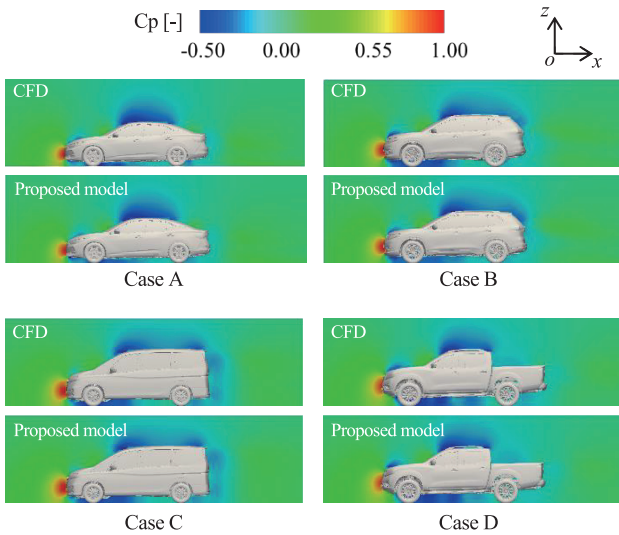 Cp [-]
-0.50 0.00 0.55 1.00
z
o x
CFD
CFD
Proposed model
Proposed model
Case A
Case B
CFD
CFD
Proposed model
Proposed model
Case C
Case D